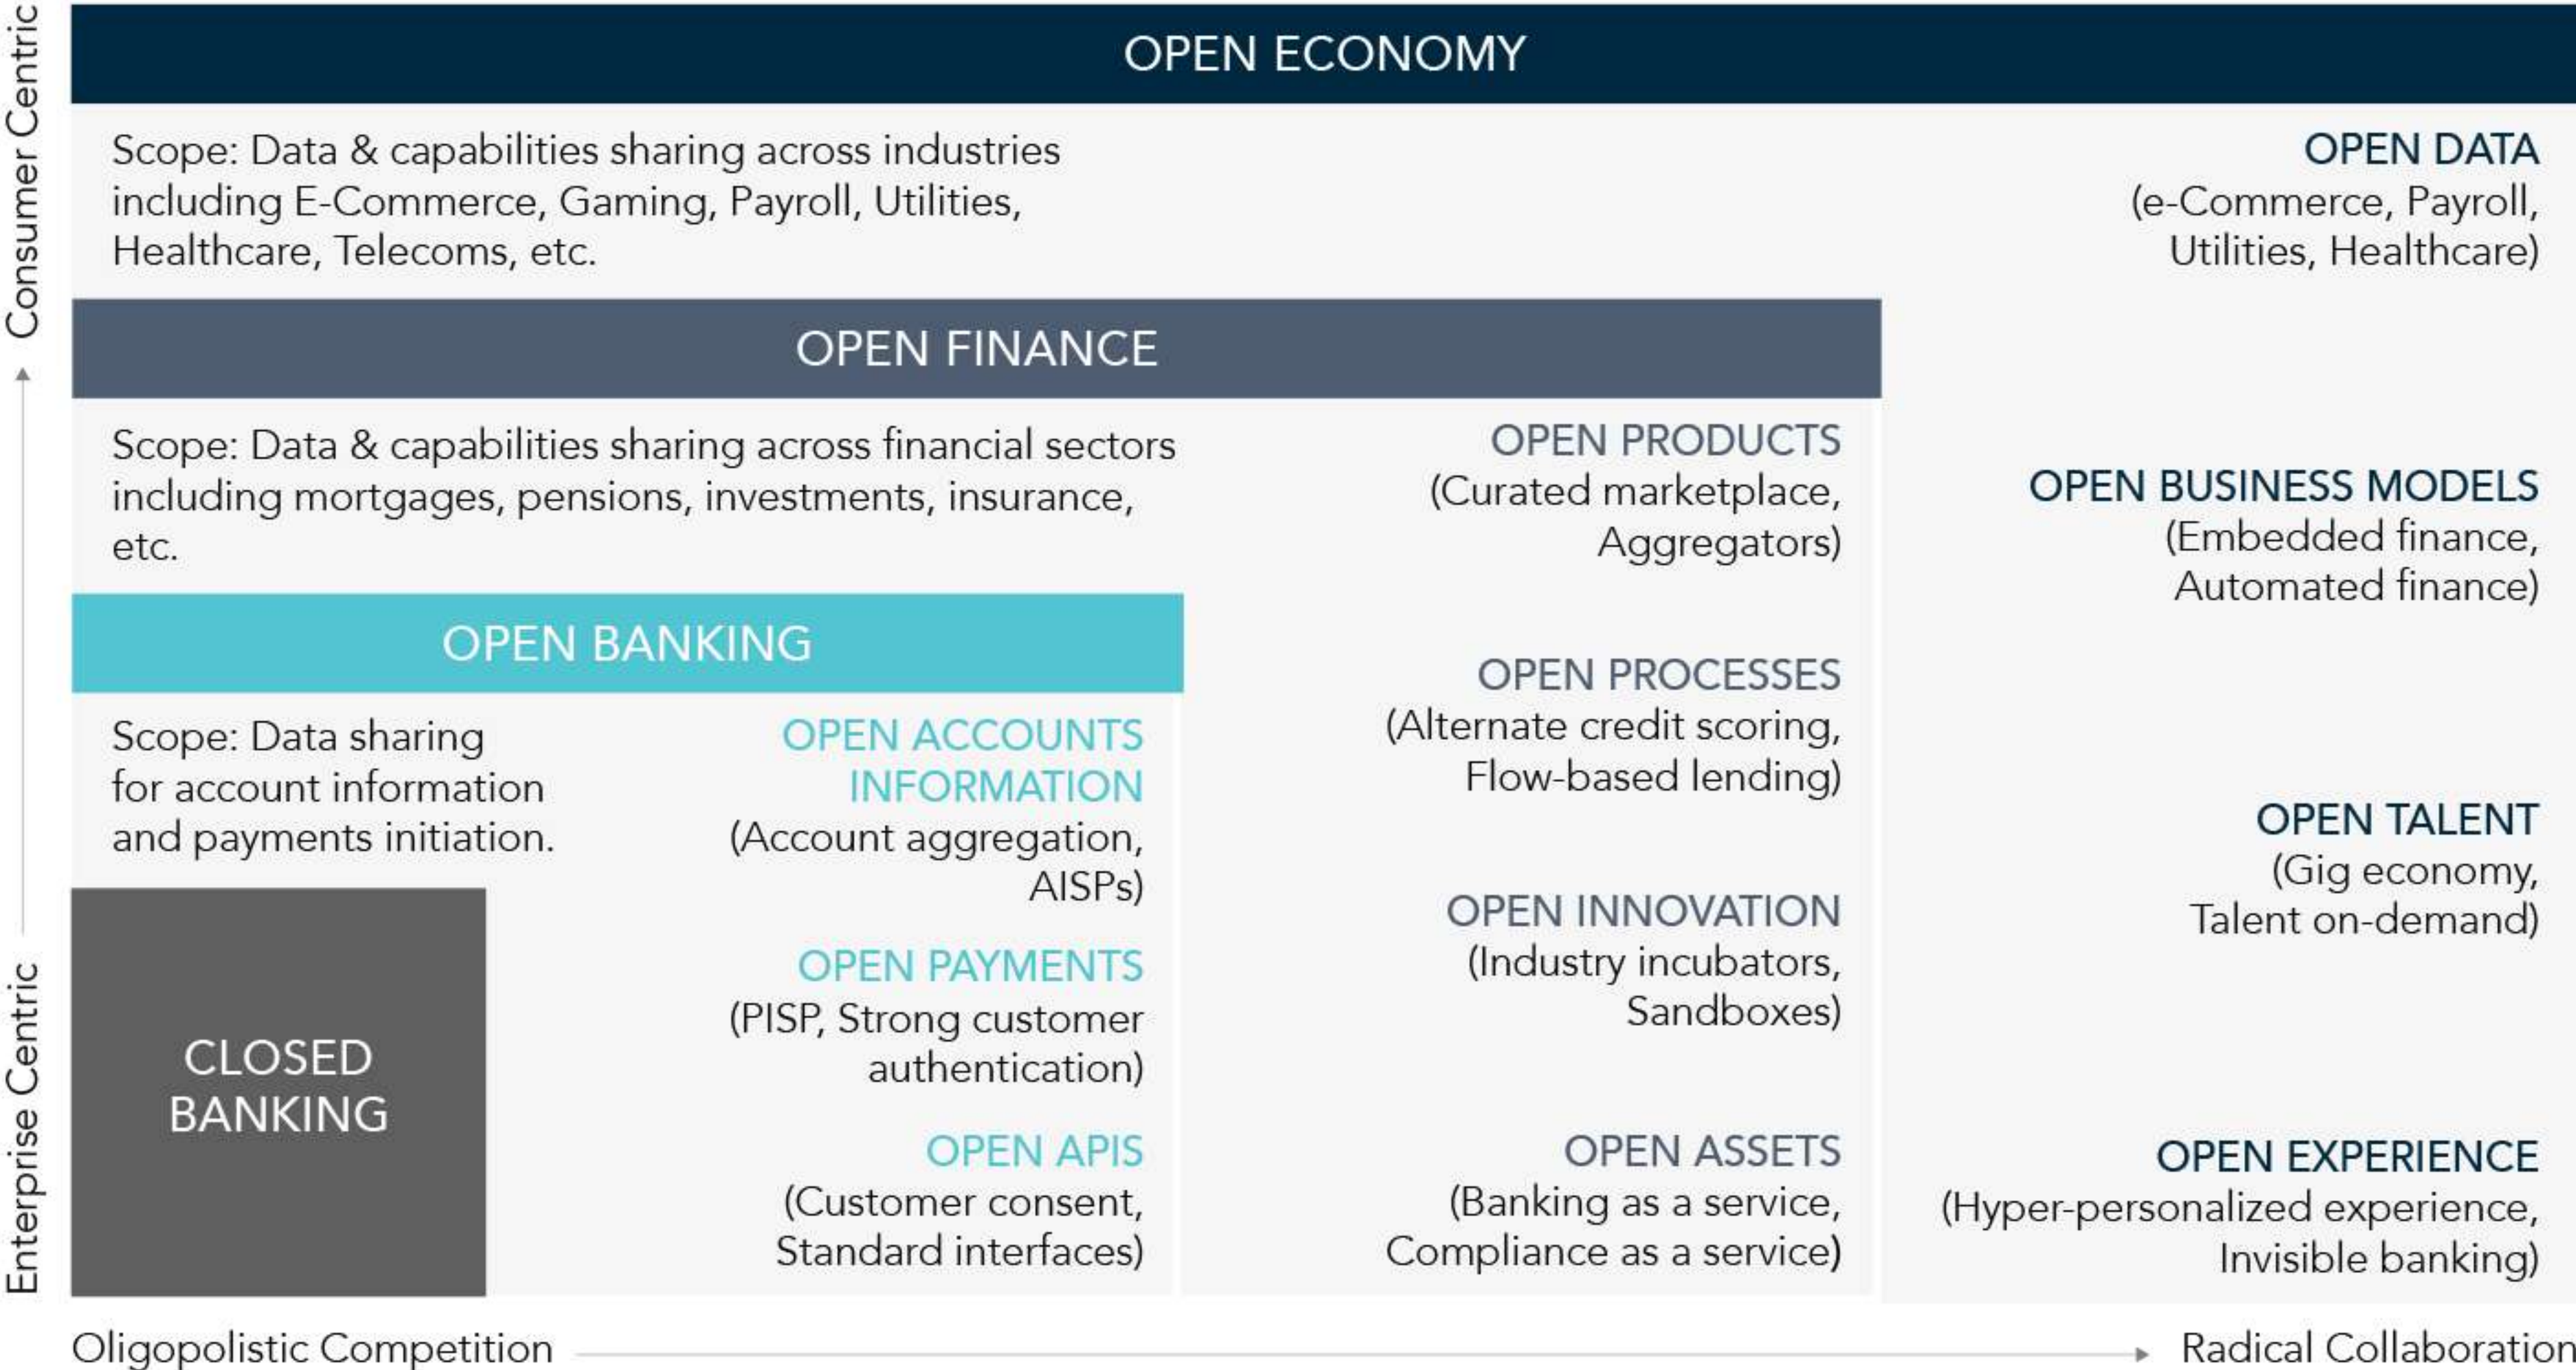 Consumer Centric
Enterprise Centric
OPEN ECONOMY
Scope: Data & capabilities sharing across industries
including E-Commerce, Gaming, Payroll, Utilities,
Healthcare, Telecoms, etc.
OPEN DATA
(e-Commerce, Payroll,
Utilities, Healthcare)
OPEN BUSINESS MODELS
(Embedded finance,
Automated finance)
OPEN TALENT
(Gig economy,
Talent on-demand)
OPEN EXPERIENCE
(Hyper-personalized experience,
Invisible banking)
OPEN FINANCE
Scope: Data & capabilities sharing across financial sectors
including mortgages, pensions, investments, insurance,
etc.
OPEN PRODUCTS
(Curated marketplace,
Aggregators)
OPEN PROCESSES
(Alternate credit scoring,
Flow-based lending)
OPEN INNOVATION
(Industry incubators,
Sandboxes)
OPEN ASSETS
(Banking as a service,
Compliance as a service)
OPEN BANKING
Scope: Data sharing
for account information
and payments initiation.
OPEN ACCOUNTS
INFORMATION
(Account aggregation,
AISPs)
OPEN PAYMENTS
(PISP, Strong customer
authentication)
OPEN APIS
(Customer consent,
Standard interfaces)
CLOSED
BANKING
Oligopolistic Competition
Radical Collaboration